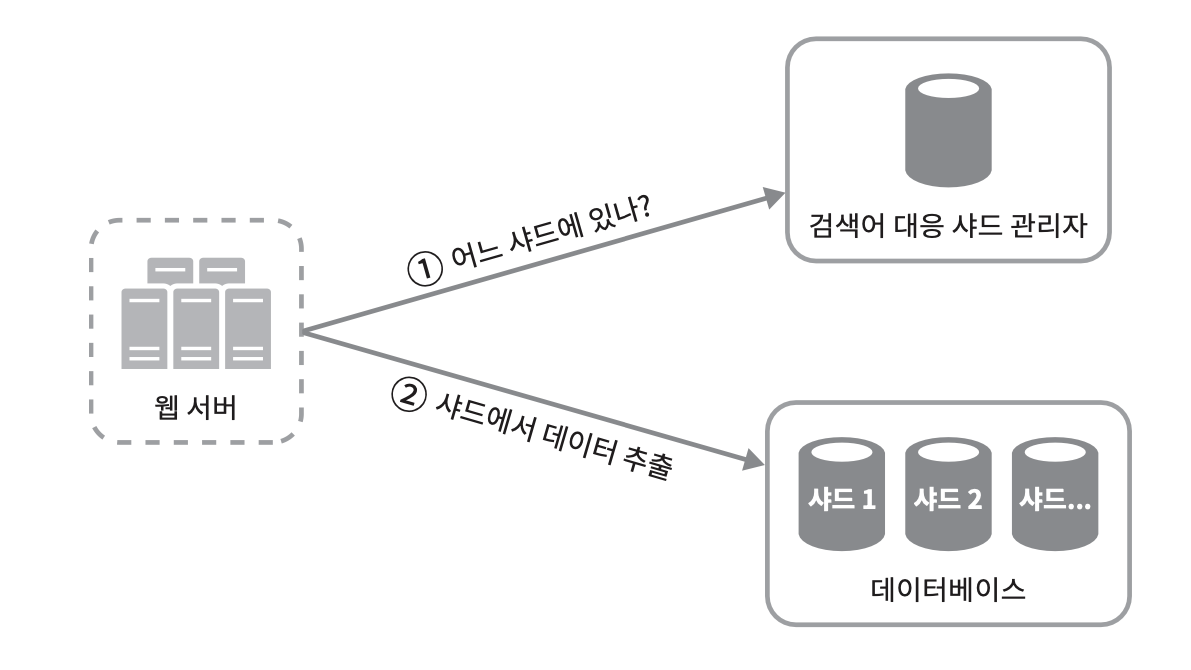 검색어 대응 샤드 관리자
① 어느 샤드에 있나?
웹 서버
② 샤드에서 데이터 추출
샤드 1
샤드 2
샤드...
데이터베이스